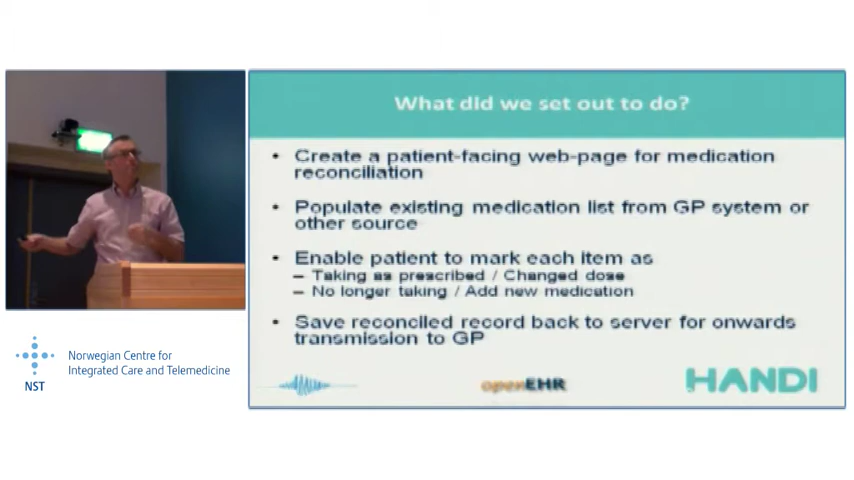 What did we set out to do?
• Create a patient-facing web-page for medication
reconciliation
• Populate existing medication list from GP system or
other source
• Enable patient to mark each item as
– Taking as prescribed / Changed dose
– No longer taking / Add new medication
• Save reconciled record back to server for onwards
transmission to GP
Norwegian Centre for
Integrated Care and Telemedicine
NST
openEHR
HANDI